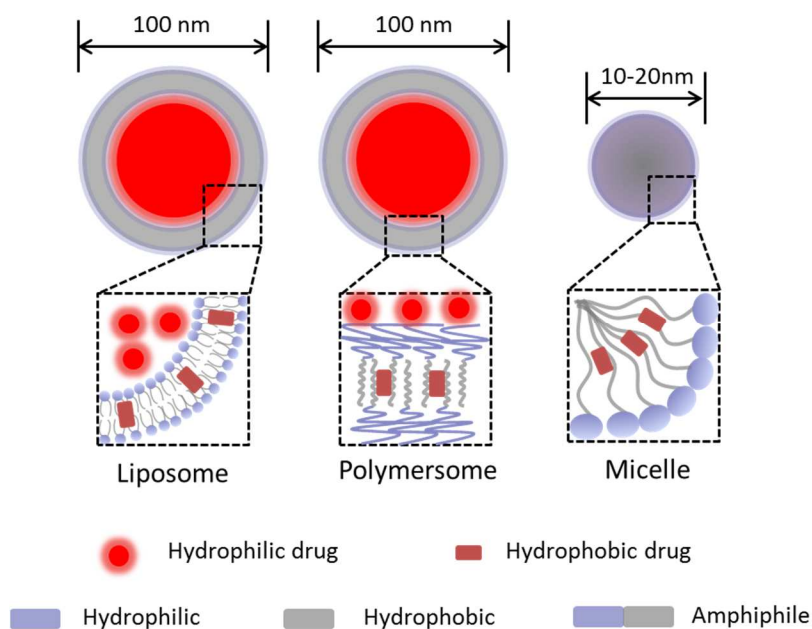 100 nm
100 nm
10-20nm
Liposome
Polymersome
Micelle
Hydrophilic drug
Hydrophobic drug
Hydrophilic
Hydrophobic
Amphiphile